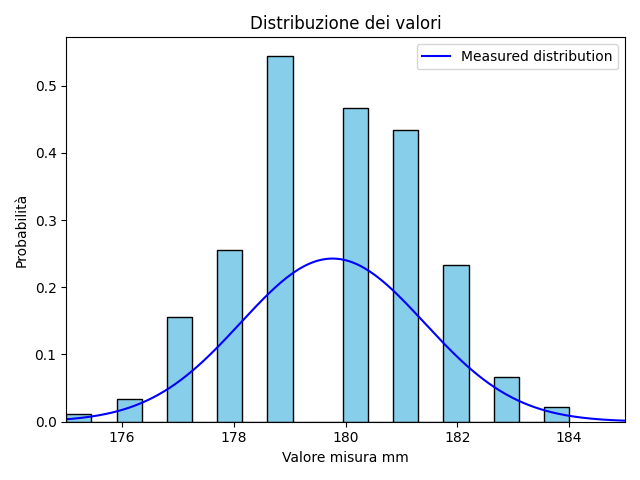 Distribuzione dei valori
Measured distribution
Probabilità
0.5
0.4
0.3
0.2
0.1
0.0
176 178 180 182 184
Valore misura mm